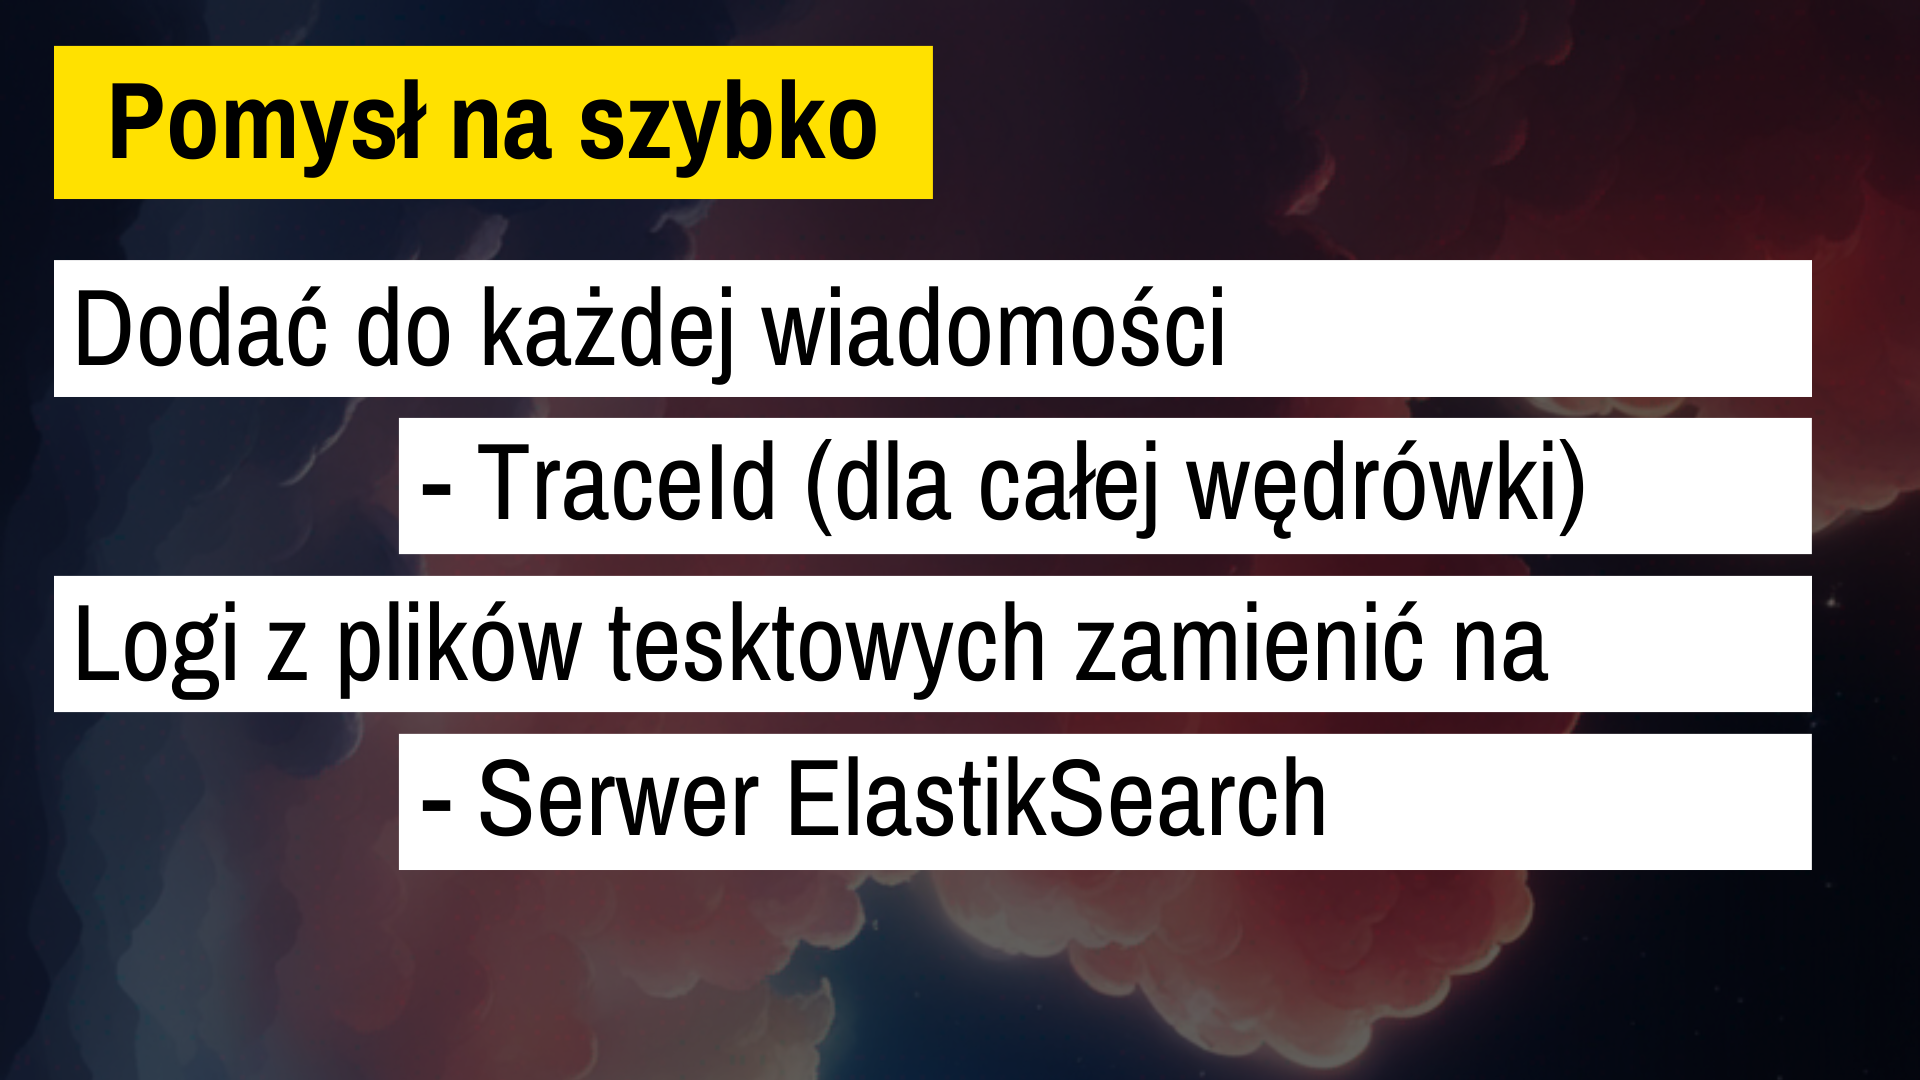 Pomysł na szybko
Dodać do każdej wiadomości
- TraceId (dla całej wędrówki)
Logi z plików tesktowych zamienić na
- Serwer ElastikSearch